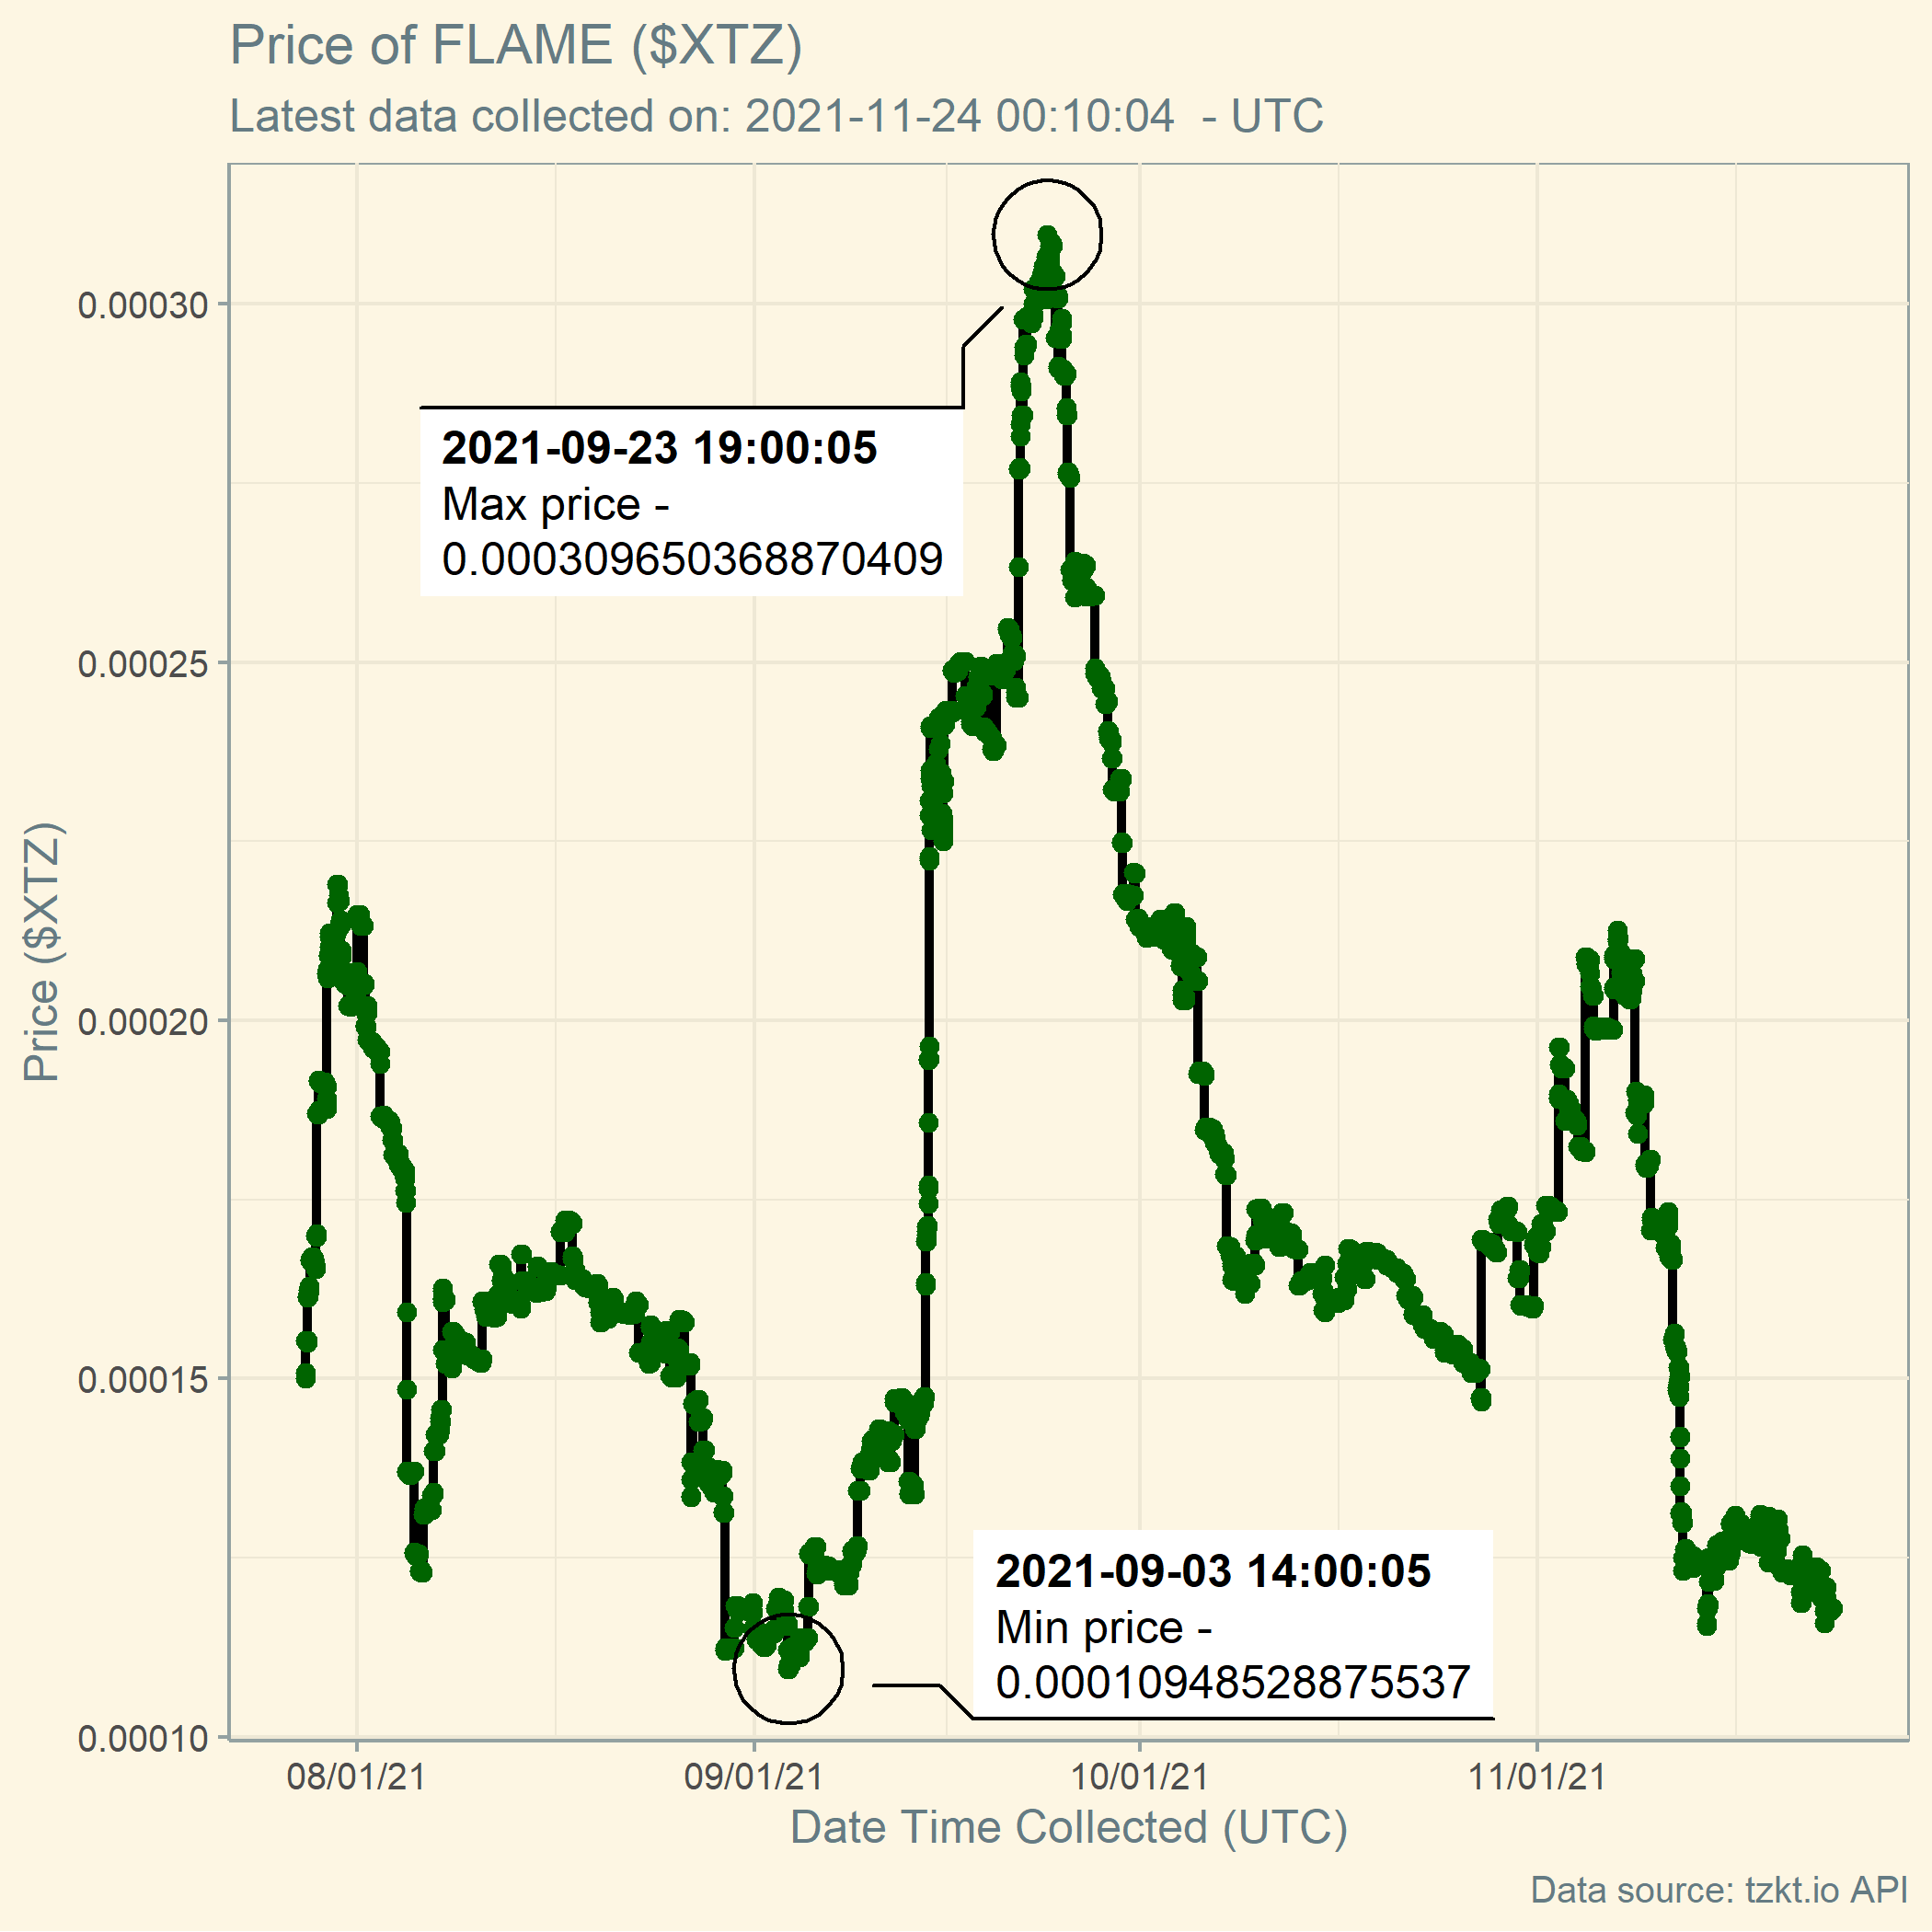 Price of FLAME ($XTZ)
Latest data collected on: 2021-11-24 00:10:04  - UTC
0.00030
0.00025
0.00020
0.00015
0.00010
Price ($XTZ)
2021-09-23 19:00:05
Max price -
0.000309650368870409
2021-09-03 14:00:05
Min price -
0.00010948528875537
08/01/21
09/01/21
10/01/21
11/01/21
Date Time Collected (UTC)
Data source: tzkt.io API